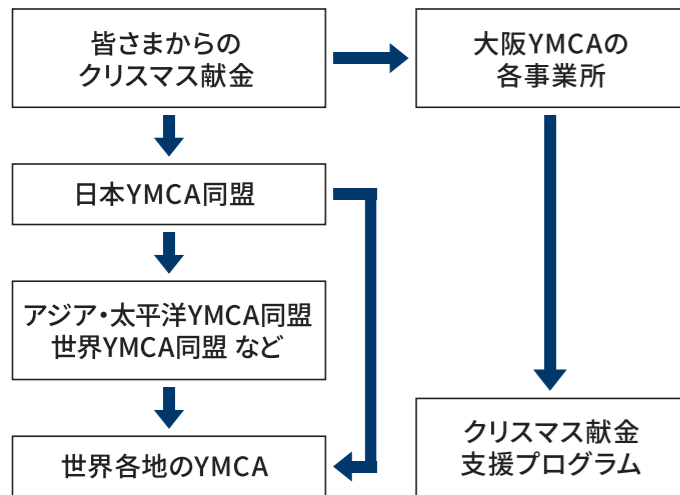 皆さまからの
クリスマス献金
大阪YMCAの
各事業所
日本YMCA同盟
アジア・太平洋YMCA同盟
世界YMCA同盟 など
世界各地のYMCA
クリスマス献金
支援プログラム